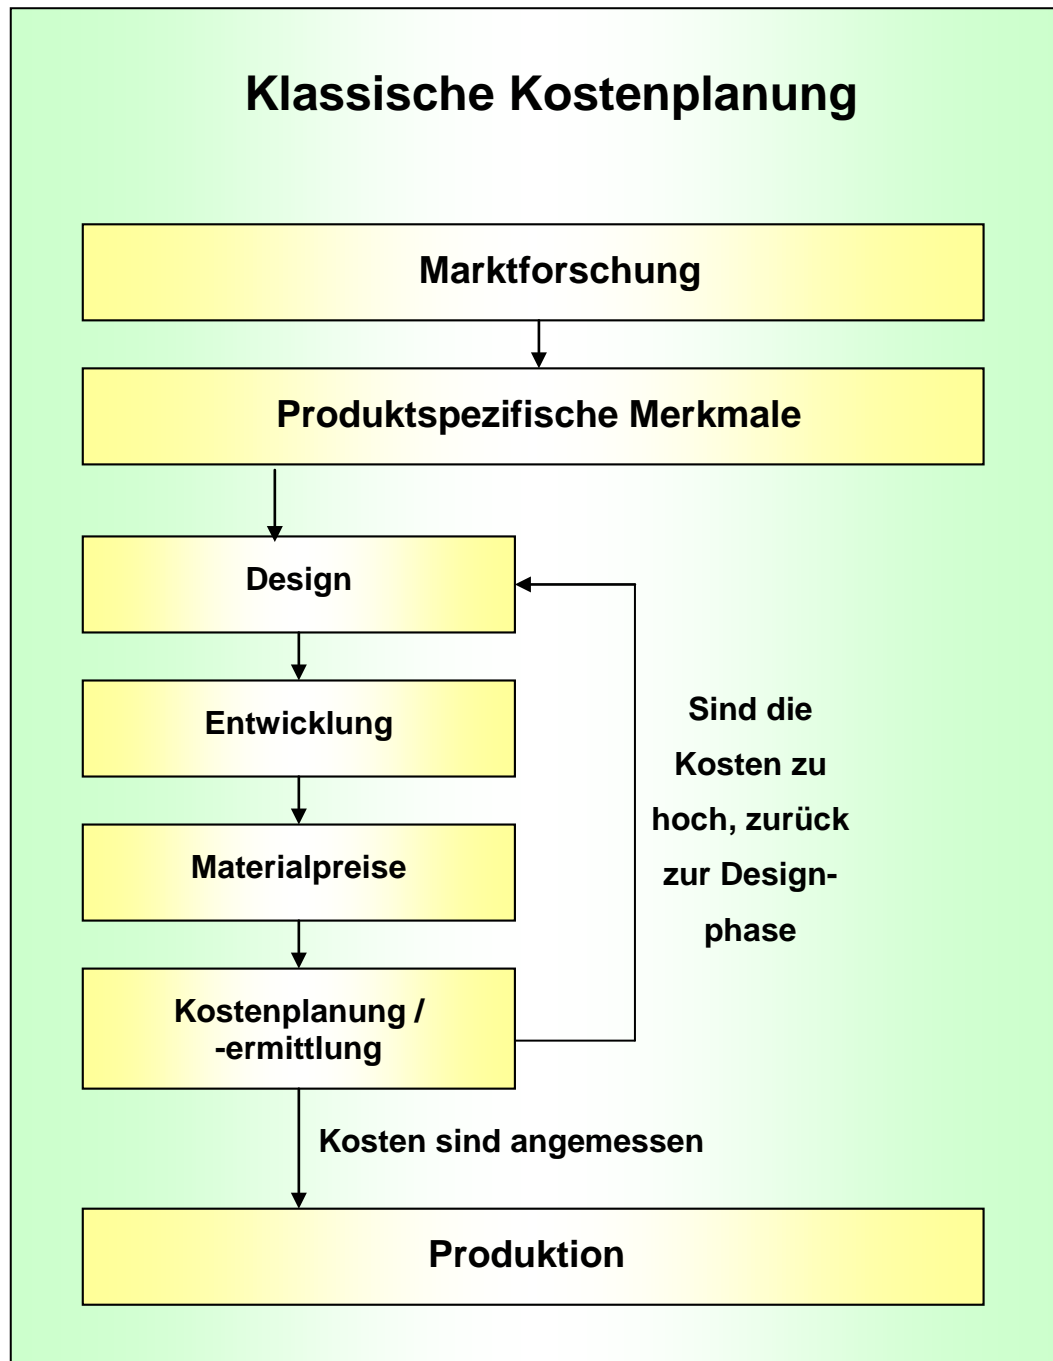 Klassische Kostenplanung
Marktforschung
Produktspezifische Merkmale
Design
Entwicklung
Materialpreise
Kostenplanung /
-ermittlung
Sind die
Kosten zu
hoch, zurück
zur Design-
phase
Kosten sind angemessen
Produktion